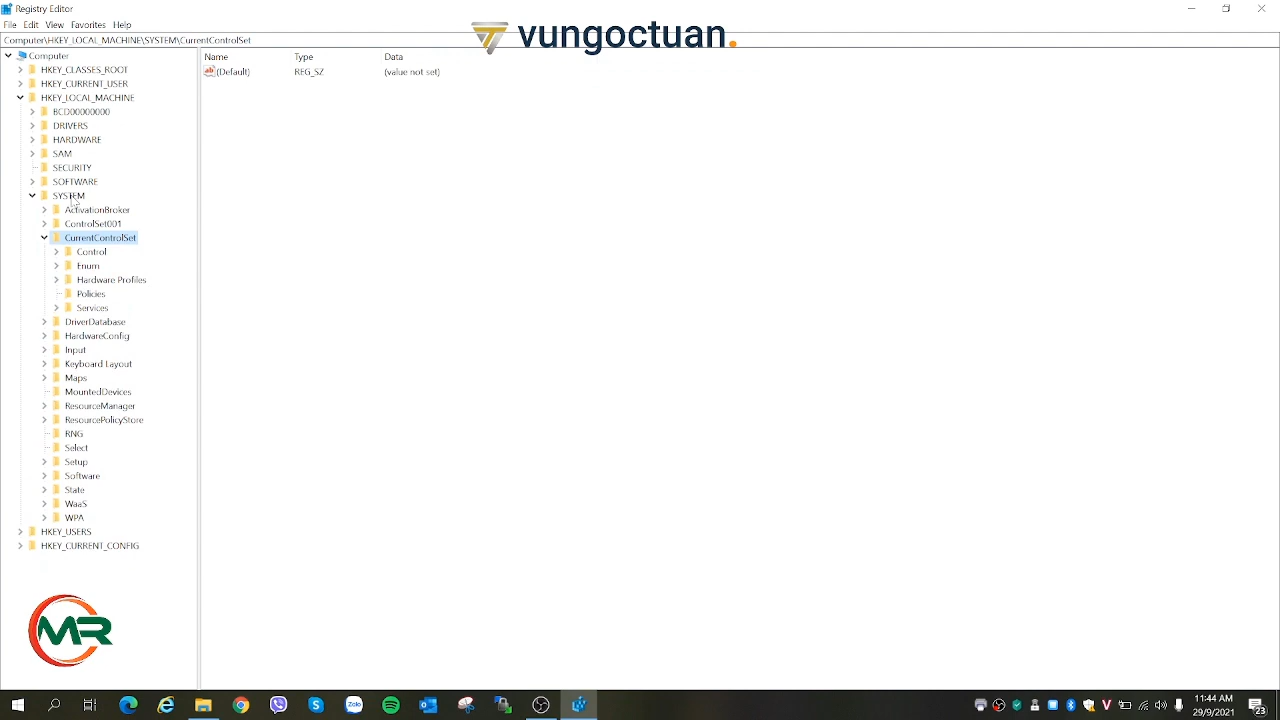 Registry Editor
File Edit View Favorites Help
Computer\HKEY_LOCAL_MACHINE\SYSTEM\CurrentControlSet
vungoctuan.
Computer
HKEY_CLASSES_ROOT
HKEY_CURRENT_USER
HKEY_LOCAL_MACHINE
BCD00000000
DRIVERS
HARDWARE
SAM
SECURITY
SOFTWARE
SYSTEM
ActivationBroker
ControlSet001
CurrentControlSet
Control
Enum
Hardware Profiles
Policies
Services
DriverDatabase
HardwareConfig
Input
Keyboard Layout
Maps
MountedDevices
ResourceManager
ResourcePolicyStore
RNG
Select
Setup
Software
State
WaaS
WPA
HKEY_USERS
HKEY_CURRENT_CONFIG
Name Type Data
ab (Default) REG_SZ (value not set)
MR
Zalo
V
11:44 AM
29/9/2021
23